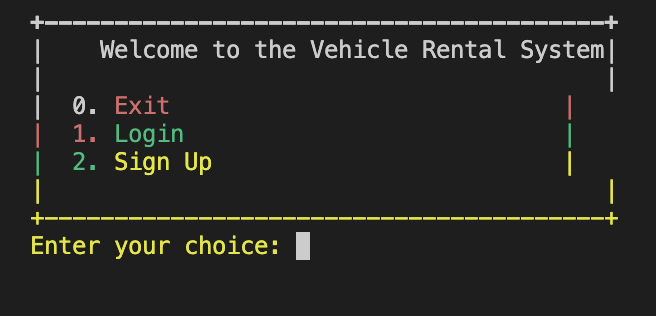 +----------------------------------------+
|    Welcome to the Vehicle Rental System|
|                                        |
|  0. Exit                            |
|  1. Login                           |
|  2. Sign Up                         |
|                                        |
+----------------------------------------+
Enter your choice: